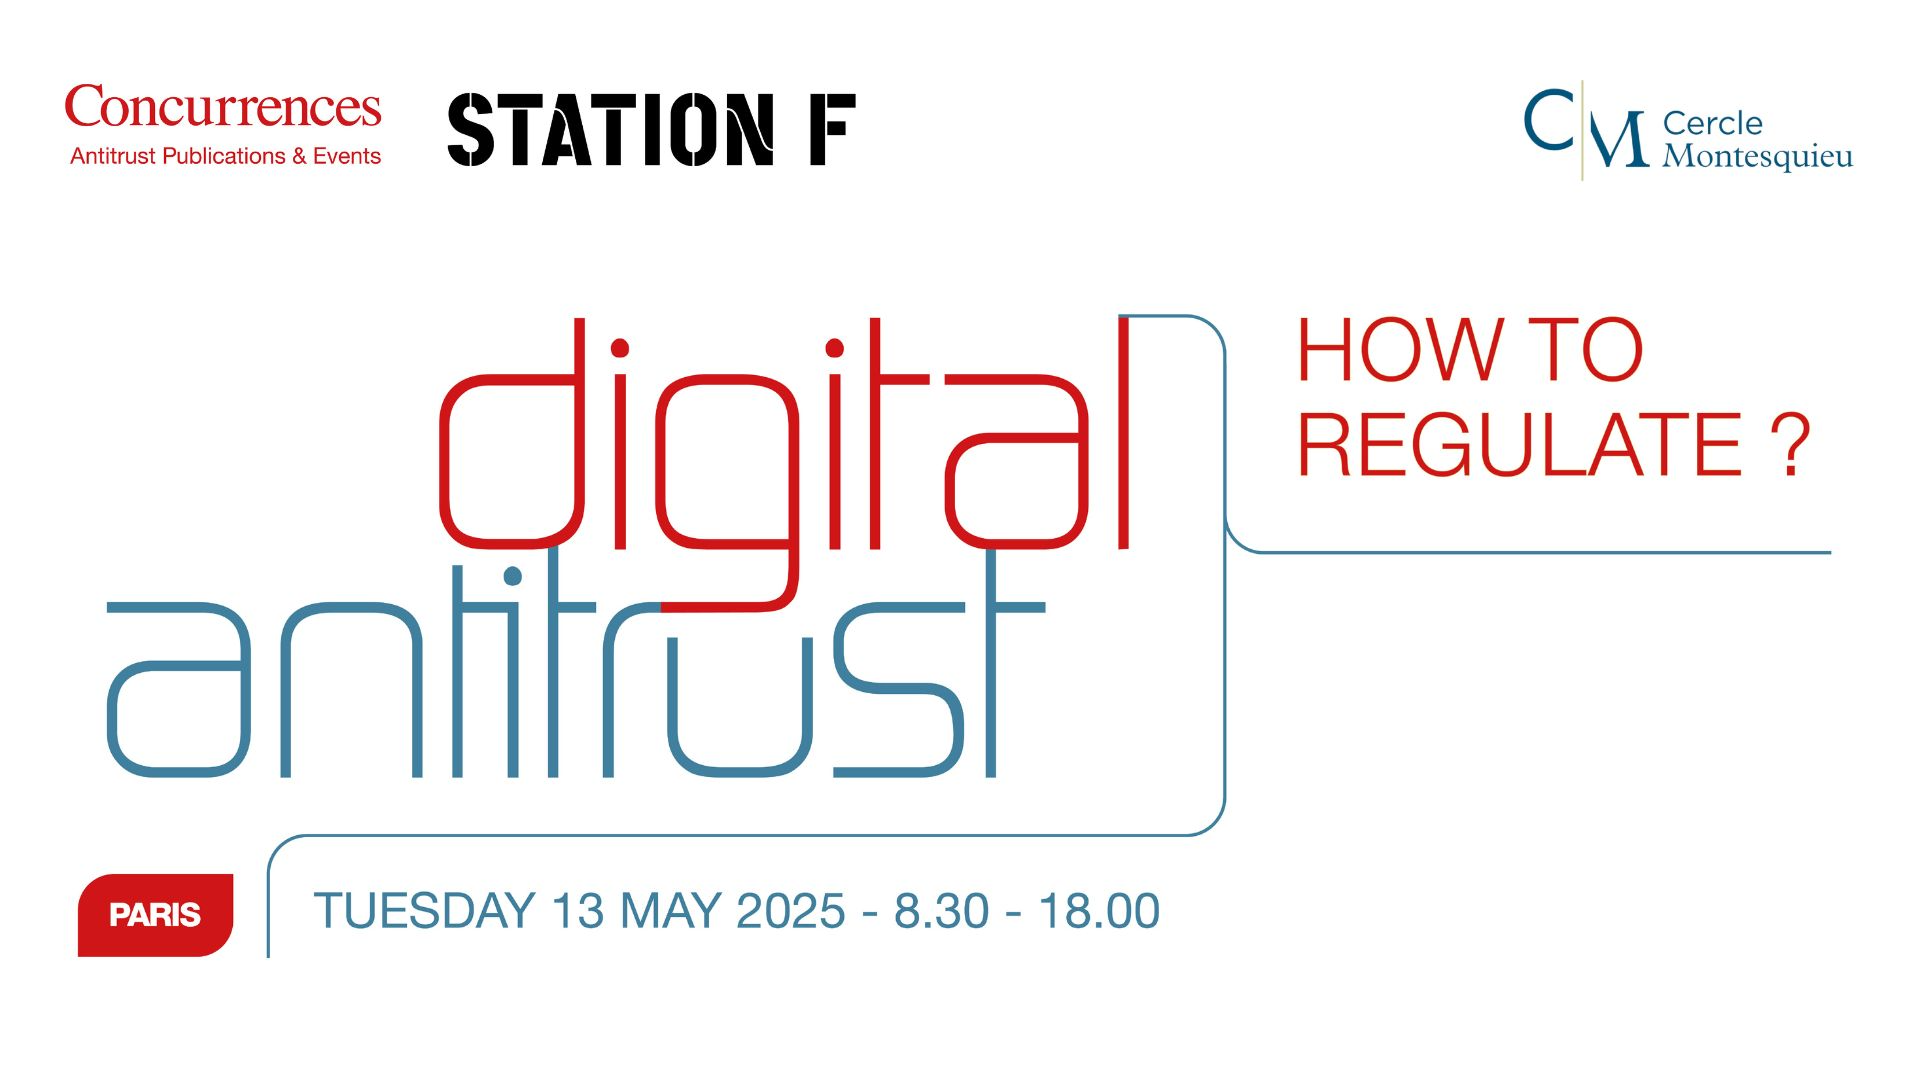 Concurrences
Antitrust Publications & Events
STATION F
CM
Cercle
Montesquieu
digital
antitrust
HOW TO
REGULATE ?
PARIS
TUESDAY 13 MAY 2025 - 8.30 - 18.00